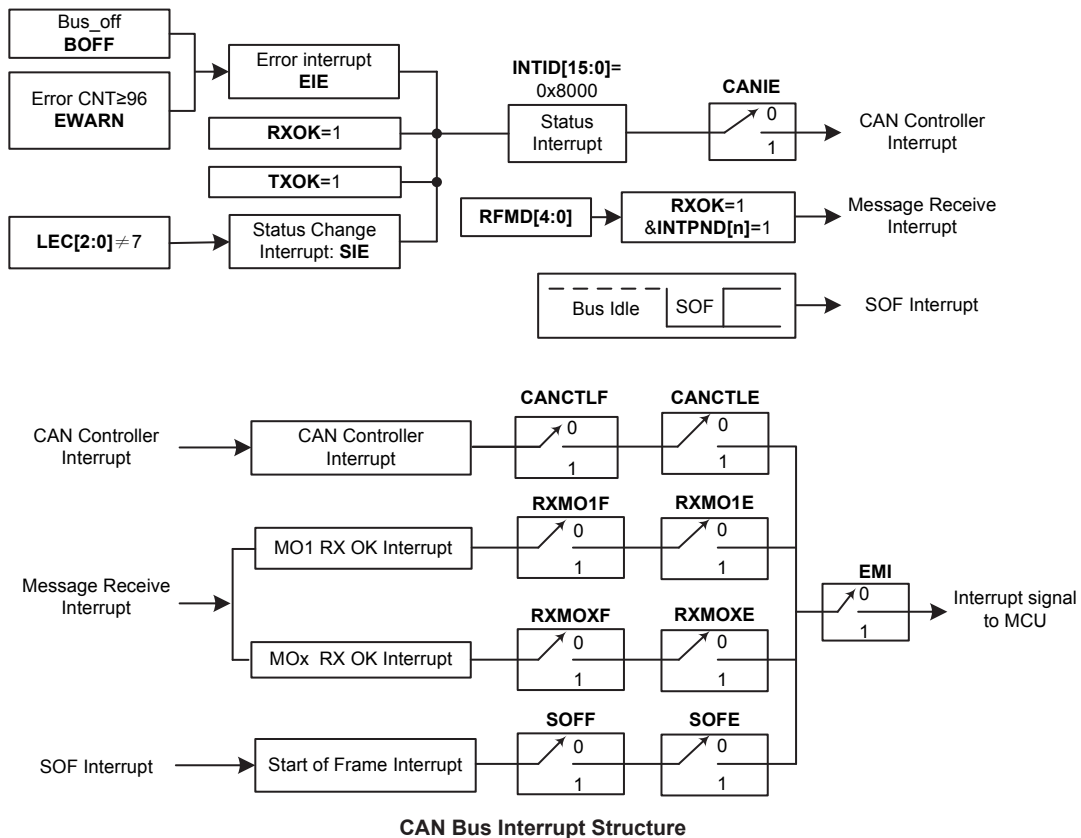 Bus_off
BOFF
Error CNT≥96
EWARN
Error interrupt
EIE
RXOK=1
TXOK=1
LEC[2:0]≠7
Status Change
Interrupt: SIE
INTID[15:0]=
0x8000
Status
Interrupt
CANIE
0
1
CAN Controller
Interrupt
RFMD[4:0]
RXOK=1
&INTPND[n]=1
Message Receive
Interrupt
Bus Idle
SOF
SOF Interrupt
CAN Controller
Interrupt
CAN Controller
Interrupt
CANCTLF
0
1
CANCTLE
0
1
Message Receive
Interrupt
MO1 RX OK Interrupt
RXMO1F
0
1
RXMO1E
0
1
MOx RX OK Interrupt
RXMOXF
0
1
RXMOXE
0
1
EMI
0
1
Interrupt signal
to MCU
SOF Interrupt
Start of Frame Interrupt
SOFF
0
1
SOFE
0
1
CAN Bus Interrupt Structure